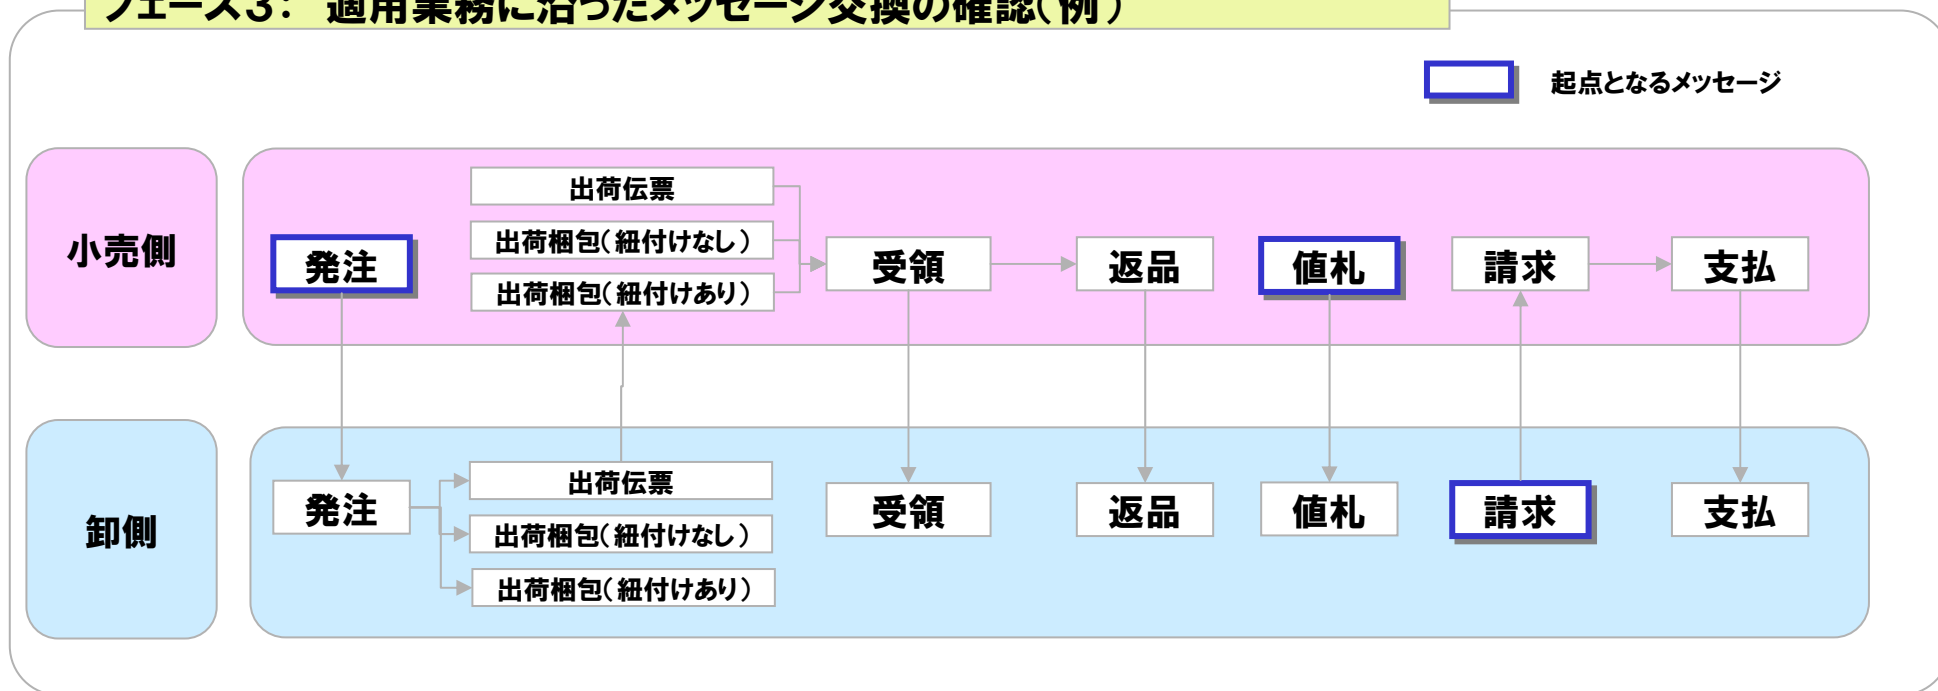 フェーズ3： 適用業務に沿ったメッセージ交換の確認（例）
起点となるメッセージ
小売側
発注
出荷伝票
出荷梱包（紐付けなし）
出荷梱包（紐付けあり）
受領
返品
値札
請求
支払
卸側
発注
出荷伝票
出荷梱包（紐付けなし）
出荷梱包（紐付けあり）
受領
返品
値札
請求
支払